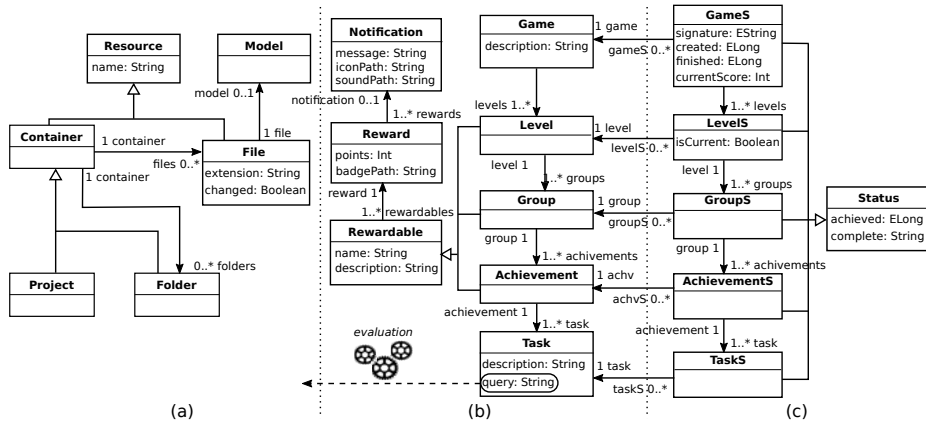 Resource
name: String
Model
model 0..1
Container
1 container
files 0..*
1 file
File
extension: String
changed: Boolean
1 container
0..* folders
Project
Folder
(a)
Notification
message: String
iconPath: String
soundPath: String
notification 0..1
1..* rewards
Reward
points: Int
badgePath: String
reward 1
1..* rewardables
Rewardable
name: String
description: String
evaluation
Game
description: String
levels 1..*
Level
level 1
1..* groups
Group
group 1
1..* achievements
Achievement
achievement 1
1..* task
Task
description: String
query: String
(b)
1 game
gameS 0..*
1 level
levelS 0..*
1 group
groupS 0..*
1 achv
achvS 0..*
1 task
taskS 0..*
GameS
signature: EString
created: ELong
finished: ELong
currentScore: Int
1..* levels
LevelS
isCurrent: Boolean
level 1
1..* groups
GroupS
group 1
1..* achivements
AchievementS
achievement 1
1..* task
TaskS
Status
achieved: ELong
complete: String
(c)